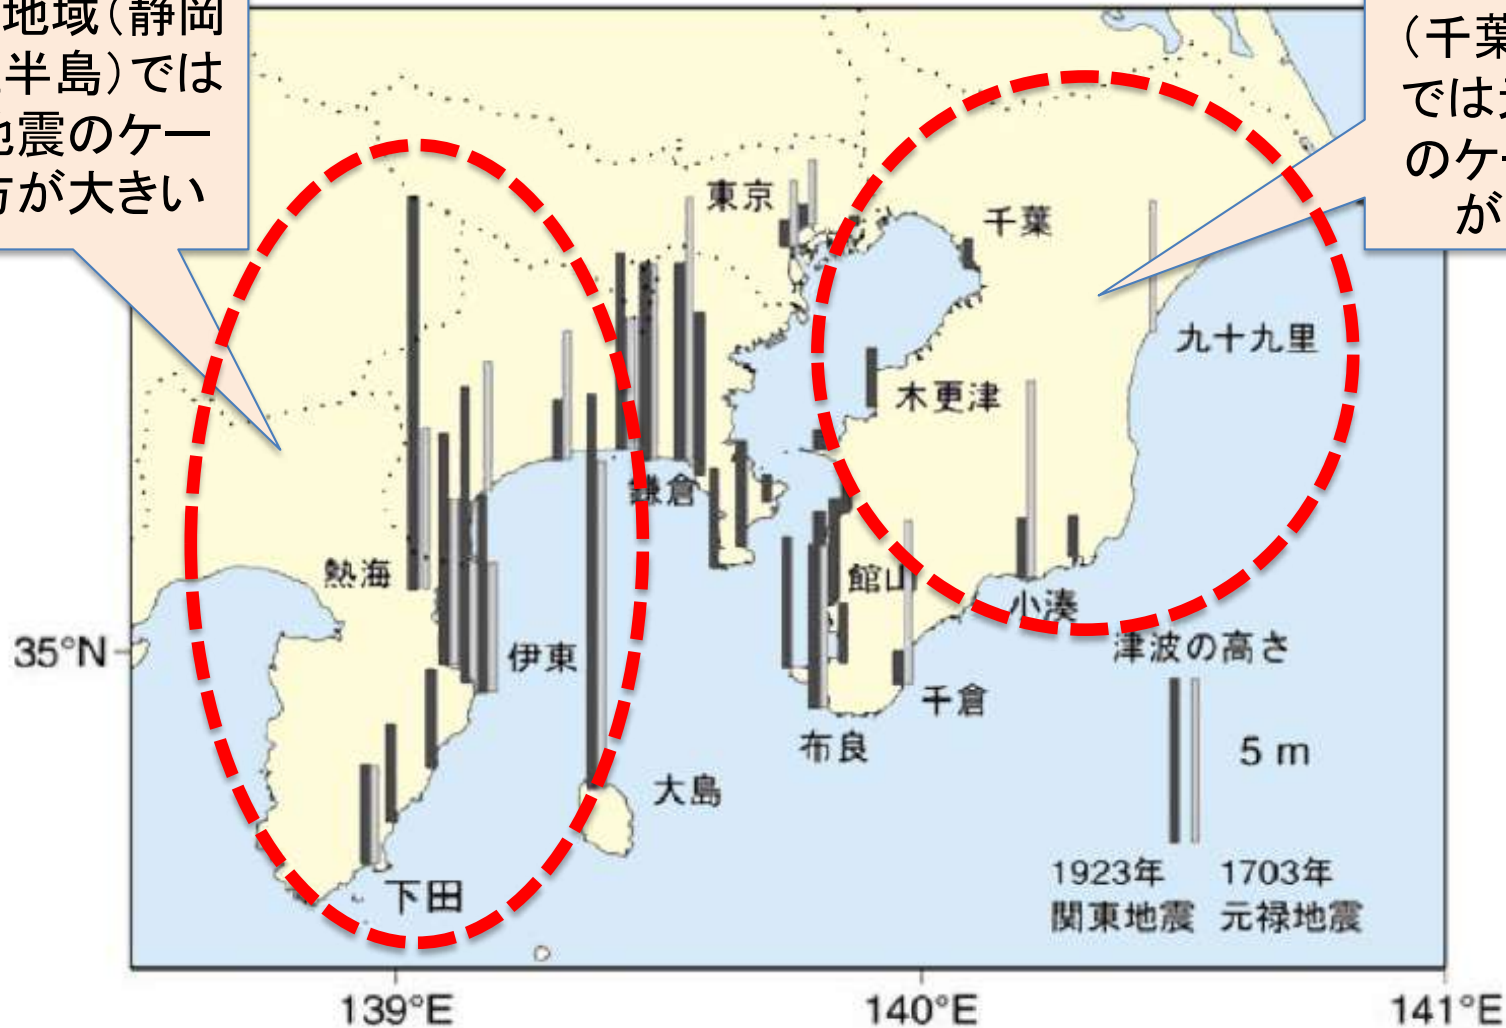 地域(静岡
半島)では
地震のケー
方が大きい
(千葉
では
のケー
が
東京
千葉
九十九里
木更津
鎌倉
熱海
館山
小湊
35°N
伊東
津波の高さ
千倉
布良
5 m
大島
1923年 1703年
関東地震 元禄地震
下田
139°E
140°E
141°E